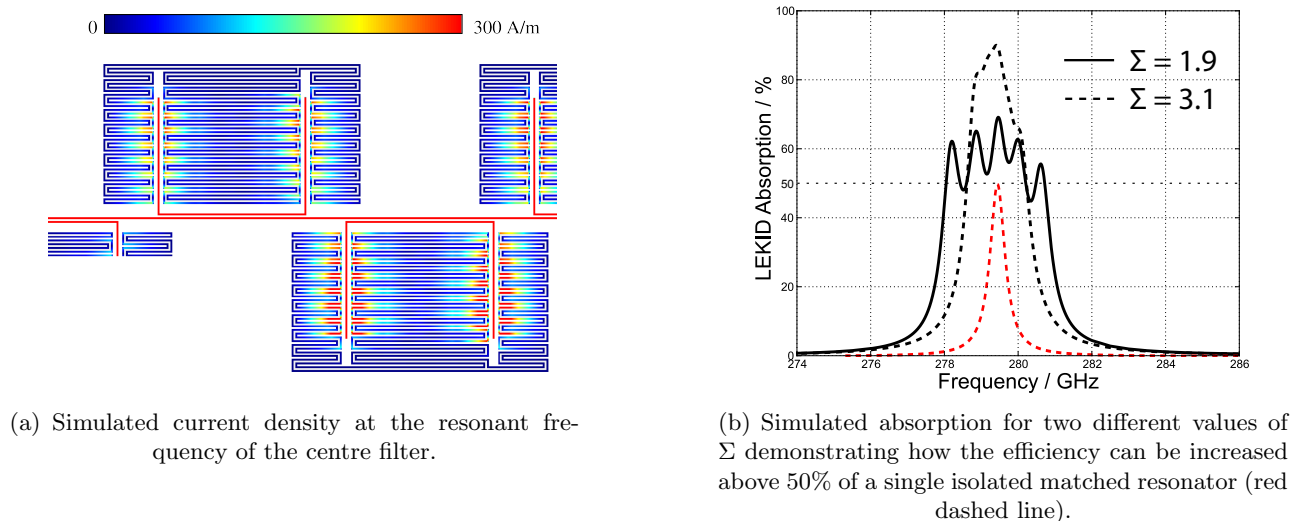 0 300 A/m
(a) Simulated current density at the resonant fre-
quency of the centre filter.
LEKID Absorption / %
100
80
60
50
40
20
0
Σ = 1.9
Σ = 3.1
274 276 278 280 282 284 286
Frequency / GHz
(b) Simulated absorption for two different values of
Σ demonstrating how the efficiency can be increased
above 50% of a single isolated matched resonator (red
dashed line).